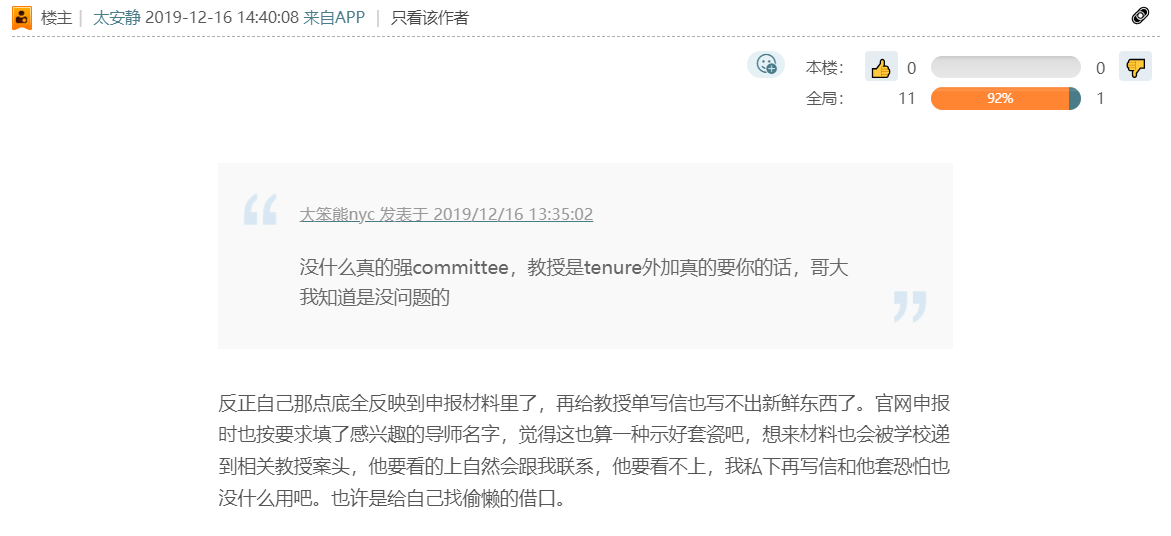 楼主 | 太安静 2019-12-16 14:40:08 来自APP | 只看该作者
本楼： 0 0
全局： 11 92% 1
大笨熊nyc 发表于 2019/12/16 13:35:02
没什么真的强committee，教授是tenure外加真的要你的话，哥大
我知道是没问题的
反正自己那点底全反映到申报材料里了，再给教授单写信也写不出新鲜东西了。官网申报
时也按要求填了感兴趣的导师名字，觉得这也算一种示好套瓷吧，想来材料也会被学校递
到相关教授案头，他要看的上自然会跟我联系，他要看不上，我私下再写信和他套恐怕也
没什么用吧。也许是给自己找偷懒的借口。